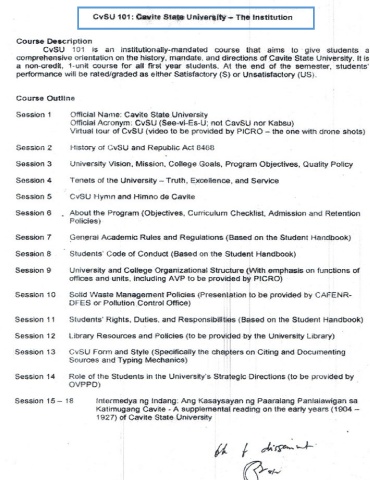 CvSU 101: Cavite State University – The Institution
Course Description
CvSU 101 is an institutionally-mandated course that aims to give students a
comprehensive orientation on the history, mandate, and directions of Cavite State University. It is
a non-credit, 1-unit course for all first year students. At the end of the semester, students'
performance will be rated/graded as either Satisfactory (S) or Unsatisfactory (US).
Course Outline
Session 1 Official Name: Cavite State University
Official Acronym: CvSU (See-vi-Es-U; not CavSU nor Kabsu)
Virtual tour of CvSU (video to be provided by PICRO – the one with drone shots)
Session 2 History of CvSU and Republic Act 8468
Session 3 University Vision, Mission, College Goals, Program Objectives, Quality Policy
Session 4 Tenets of the University – Truth, Excellence, and Service
Session 5 CvSU Hymn and Himno de Cavite
Session 6 About the Program (Objectives, Curriculum Checklist, Admission and Retention
Policies)
Session 7 General Academic Rules and Regulations (Based on the Student Handbook)
Session 8 Students' Code of Conduct (Based on the Student Handbook)
Session 9 University and College Organizational Structure (With emphasis on functions of
offices and units, including AVP to be provided by PICRO)
Session 10 Solid Waste Management Policies (Presentation to be provided by CAFENR-
DFES or Pollution Control Office)
Session 11 Students' Rights, Duties, and Responsibilities (Based on the Student Handbook)
Session 12 Library Resources and Policies (to be provided by the University Library)
Session 13 CvSU Form and Style (Specifically the chapters on Citing and Documenting
Sources and Typing Mechanics)
Session 14 Role of the Students in the University's Strategic Directions (to be provided by
OVPPD)
Session 15 – 18 Intermedya ng Indang: Ang Kasaysayan ng Paaralang Panlalawigan sa
Katimugang Cavite - A supplemental reading on the early years (1904 –
1927) of Cavite State University